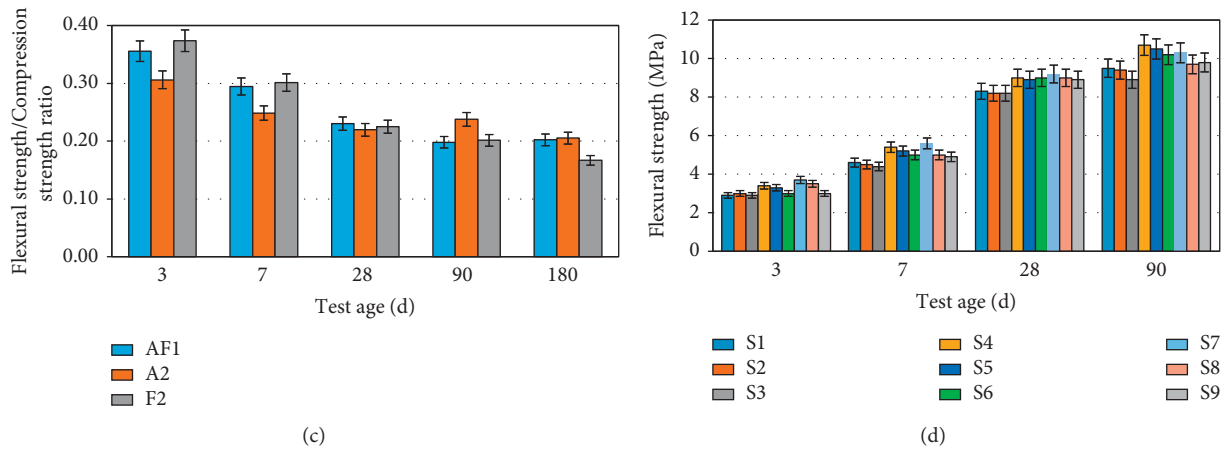 Flexural strength/Compression
strength ratio
0.40
0.30
0.20
0.10
0.00
3 7 28 90 180
Test age (d)
AF1
A2
F2
(c)
Flexural strength (MPa)
12
10
8
6
4
2
0
3 7 28 90
Test age (d)
S1 S4 S7
S2 S5 S8
S3 S6 S9
(d)